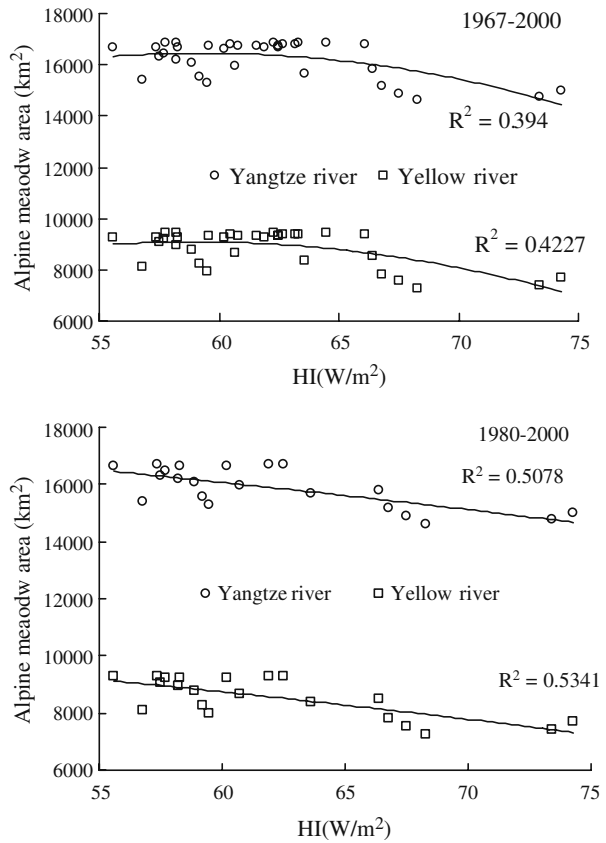 1967-2000
18000
16000
14000
12000
10000
8000
6000
Alpine meaodw area (km²)
R² = 0.394
Yangtze river Yellow river
R² = 0.4227
55 60 65 70 75
HI(W/m²)
1980-2000
18000
16000
14000
12000
10000
8000
6000
Alpine meaodw area (km²)
R² = 0.5078
Yangtze river Yellow river
R² = 0.5341
55 60 65 70 75
HI(W/m²)